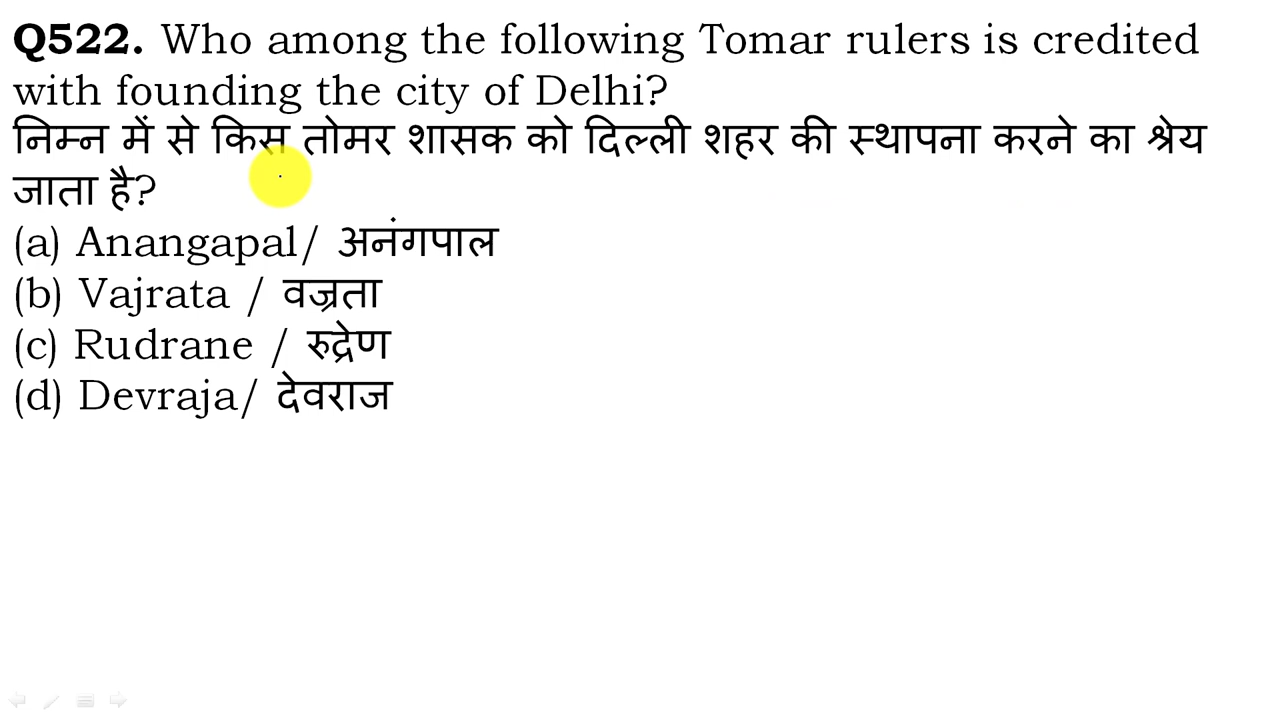 Q522. Who among the following Tomar rulers is credited
with founding the city of Delhi?
निम्न में से किस तोमर शासक को दिल्ली शहर की स्थापना करने का श्रेय
जाता है?
(a) Anangapal/ अनंगपाल
(b) Vajrata / वज्रता
(c) Rudrane / रुद्रेण
(d) Devraja/ देवराज